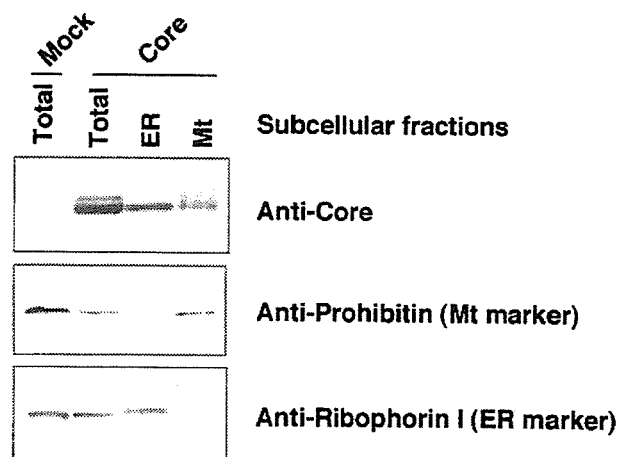 Mock
Core
Total
Total
ER
Mt
Subcellular fractions
Anti-Core
Anti-Prohibitin (Mt marker)
Anti-Ribophorin I (ER marker)